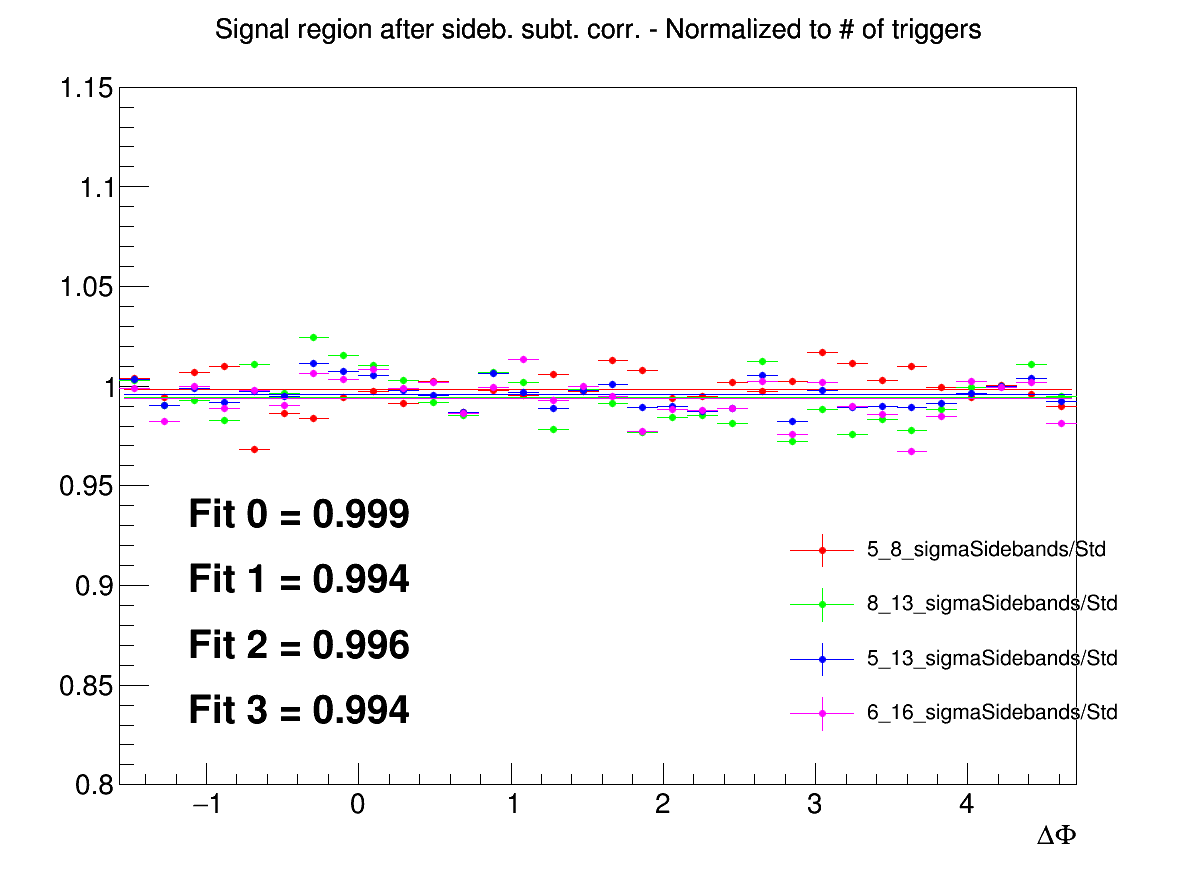 Signal region after sideb. subt. corr. - Normalized to # of triggers
1.15
1.1
1.05
1
0.95
0.9
0.85
0.8
Fit 0 = 0.999
Fit 1 = 0.994
Fit 2 = 0.996
Fit 3 = 0.994
5_8_sigmaSidebands/Std
8_13_sigmaSidebands/Std
5_13_sigmaSidebands/Std
6_16_sigmaSidebands/Std
−1 0 1 2 3 4
ΔΦ